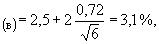 (в) = 2,5 + 2 0,72/√6 = 3,1%,